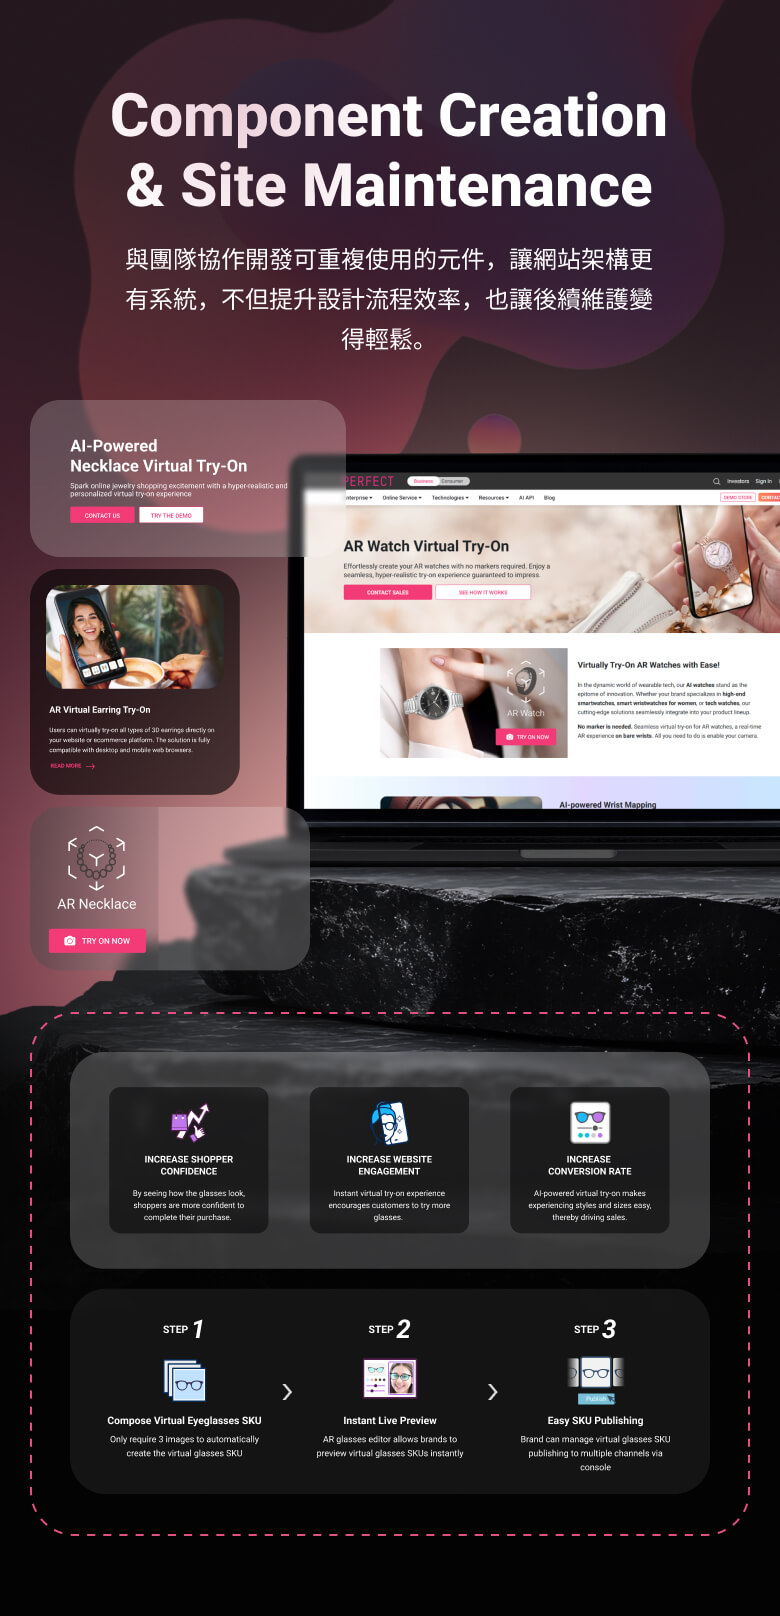 Component Creation
& Site Maintenance
與團隊協作開發可重複使用的元件，讓網站架構更
有系統，不但提升設計流程效率，也讓後續維護變
得輕鬆。
AI-Powered
Necklace Virtual Try-On
Spark online jewelry shopping excitement with a hyper-realistic and
personalized virtual try-on experience
CONTACT US
TRY THE DEMO
AR Virtual Earring Try-On
Users can virtually try-on all types of 3D earrings directly on
your website or ecommerce platform. The solution is fully
compatible with desktop and mobile web browsers.
READ MORE
AR Necklace
TRY ON NOW
PERFECT
Business
Consumer
Investors
Sign In
Online Service
Technologies
Resources
AI API
Blog
DEMO STORE
AR Watch Virtual Try-On
Effortlessly create your AR watches with no markers required. Enjoy a
seamless, hyper-realistic try-on experience guaranteed to impress.
CONTACT SALES
SEE HOW IT WORKS
AR Watch
TRY ON NOW
Virtually Try-On AR Watches with Ease!
In the dynamic world of wearable tech, our AI watches stand as the
epitome of innovation. Whether your brand specializes in high-end
smartwatches, smart wristwatches for women, or tech watches, our
cutting-edge solutions seamlessly integrate into your product lineup.
No marker is needed. Seamless virtual try-on for AR watches, a real-time
AR experience on bare wrists. All you need to do is enable your camera.
AI-powered Wrist Mapping
INCREASE SHOPPER
CONFIDENCE
By seeing how the glasses look,
shoppers are more confident to
complete their purchase.
INCREASE WEBSITE
ENGAGEMENT
Instant virtual try-on experience
encourages customers to try more
glasses.
INCREASE
CONVERSION RATE
AI-powered virtual try-on makes
experiencing styles and sizes easy,
thereby driving sales.
STEP 1
Compose Virtual Eyeglasses SKU
Only require 3 images to automatically
create the virtual glasses SKU
STEP 2
Instant Live Preview
AR glasses editor allows brands to
preview virtual glasses SKUs instantly
STEP 3
Publish
Easy SKU Publishing
Brand can manage virtual glasses SKU
publishing to multiple channels via
console